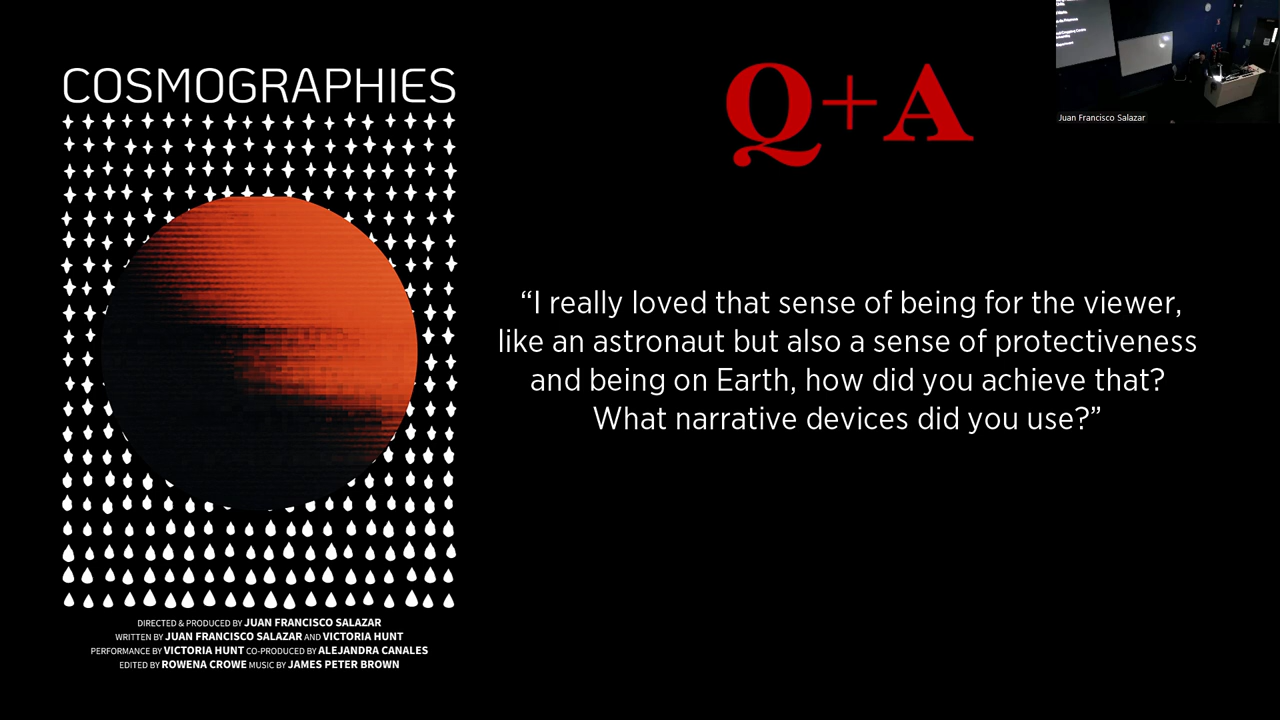 COSMOGRAPHIES
DIRECTED & PRODUCED BY JUAN FRANCISCO SALAZAR
WRITTEN BY JUAN FRANCISCO SALAZAR AND VICTORIA HUNT
PERFORMANCE BY VICTORIA HUNT CO-PRODUCED BY ALEJANDRA CANALES
EDITED BY ROWENA CROWE MUSIC BY JAMES PETER BROWN
Q+A
“I really loved that sense of being for the viewer,
like an astronaut but also a sense of protectiveness
and being on Earth, how did you achieve that?
What narrative devices did you use?”
Juan Francisco Salazar